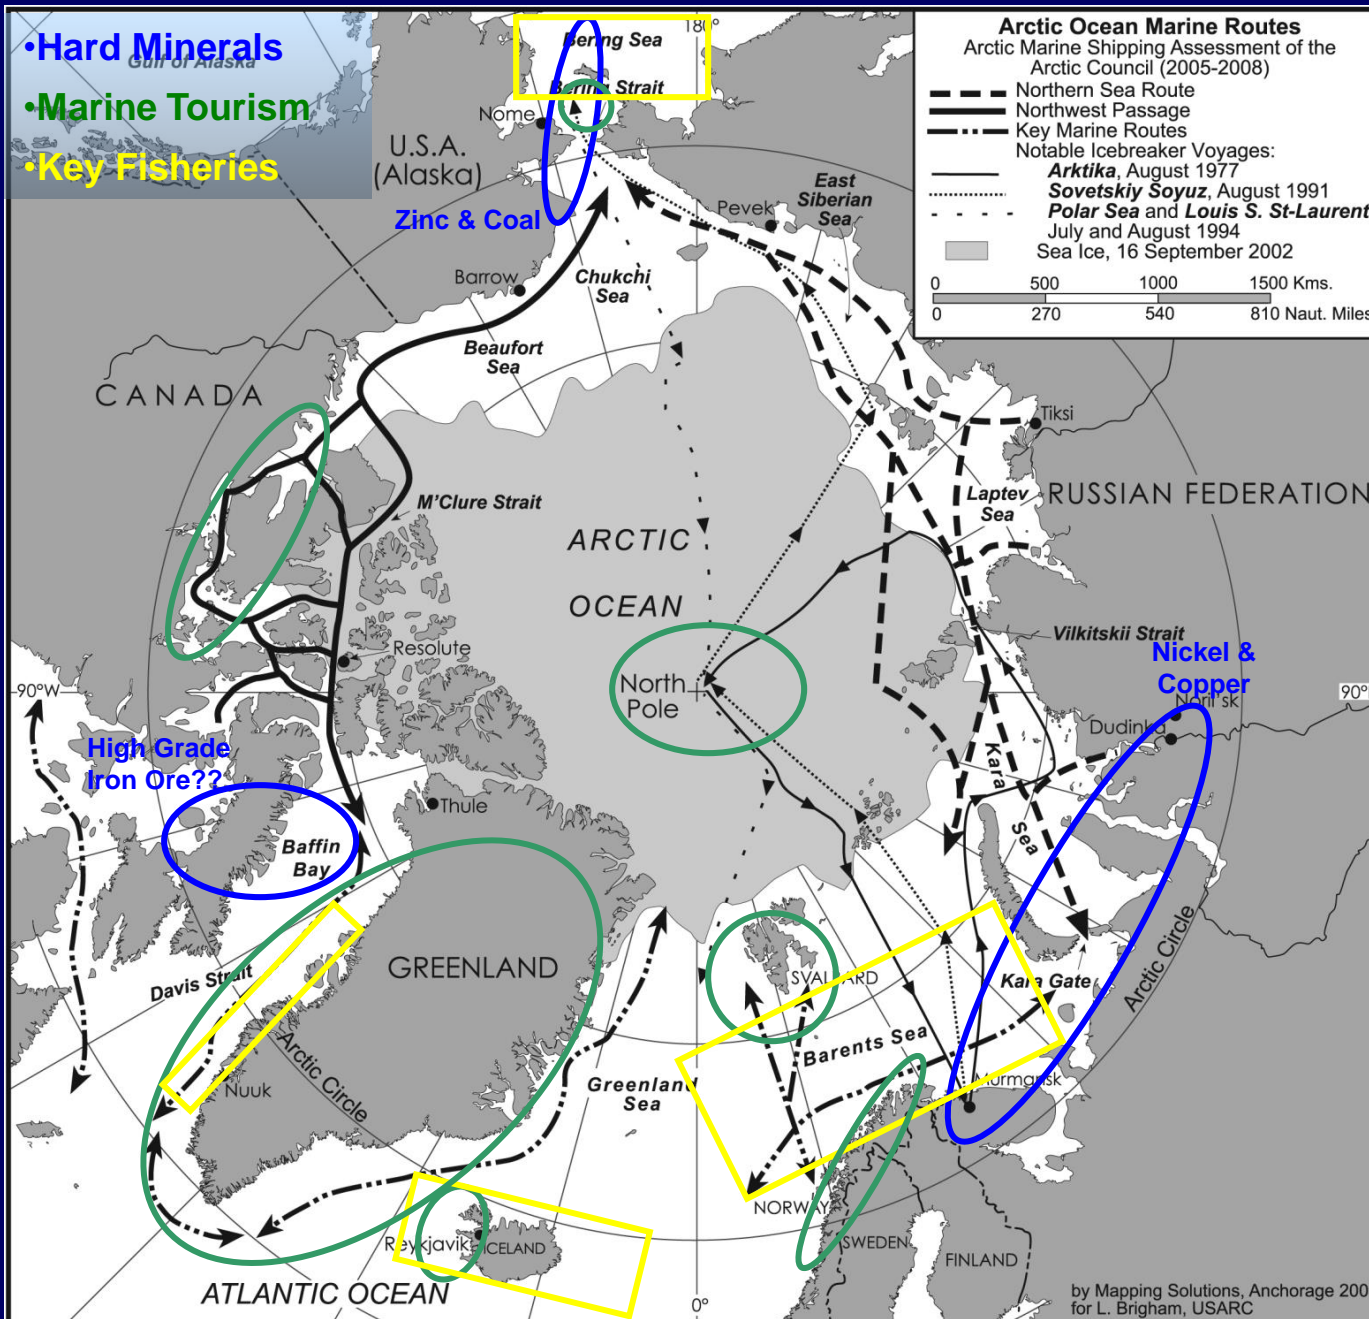 •Hard Minerals
Gulf of Alaska
•Marine Tourism
•Key Fisheries
Arctic Ocean Marine Routes
Arctic Marine Shipping Assessment of the
Arctic Council (2005-2008)
Northern Sea Route
Northwest Passage
Key Marine Routes
Notable Icebreaker Voyages:
Arktika, August 1977
Sovetskiy Soyuz, August 1991
Polar Sea and Louis S. St-Laurent
July and August 1994
Sea Ice, 16 September 2002
0 500 1000 1500 Kms.
0 270 540 810 Naut. Miles
180°
Bering Sea
Bering Strait
Nome
U.S.A.
(Alaska)
Zinc & Coal
East
Siberian
Sea
Pevek
Barrow
Chukchi
Sea
Beaufort
Sea
CANADA
Tiksi
M'Clure Strait
Laptev
Sea
RUSSIAN FEDERATION
ARCTIC
OCEAN
Vilkitskii Strait
Resolute
Nickel &
Copper
90°W
North
Pole
90°
Noril'sk
Dudinka
High Grade
Iron Ore??
Kara
Sea
Thule
Baffin
Bay
GREENLAND
Davis Strait
SVALBARD
Kara Gate
Arctic Circle
Barents Sea
Arctic Circle
Nuuk
Greenland
Sea
Murmansk
NORWAY
SWEDEN
FINLAND
Reykjavik
ICELAND
ATLANTIC OCEAN
0°
by Mapping Solutions, Anchorage 200
for L. Brigham, USARC